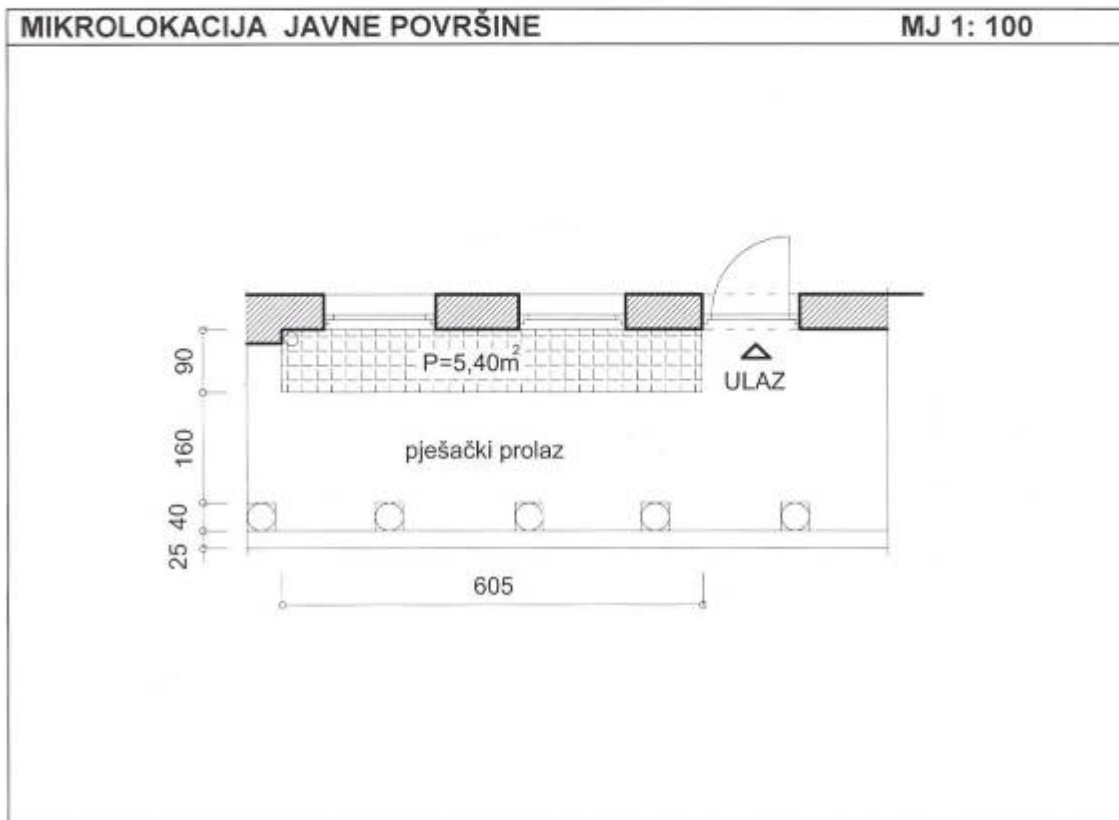 MIKROLOKACIJA JAVNE POVRŠINE
MJ 1: 100
P=5,40m²
ULAZ
pješački prolaz
90
160
40
25
605